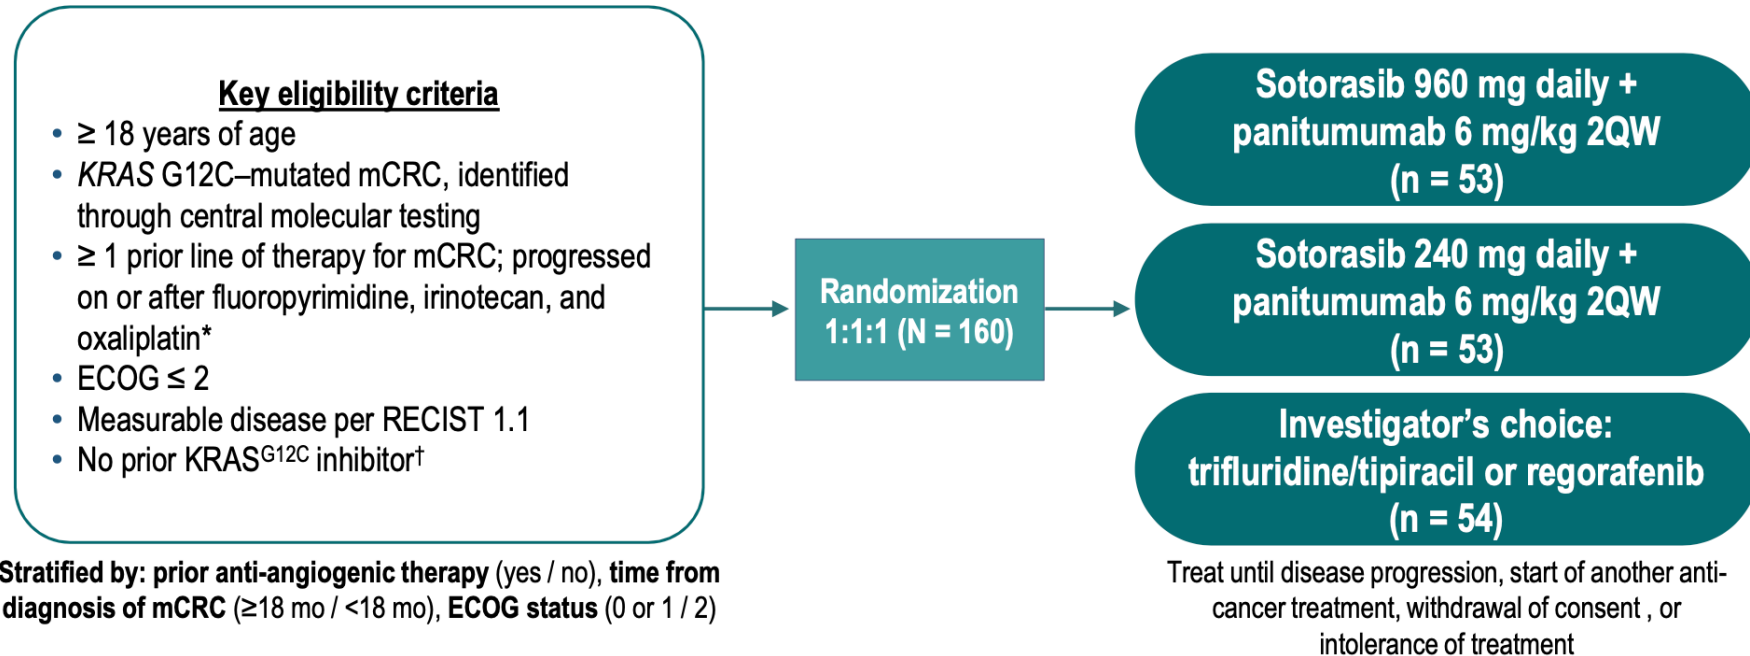 Key eligibility criteria
• ≥ 18 years of age
• KRAS G12C–mutated mCRC, identified
through central molecular testing
• ≥ 1 prior line of therapy for mCRC; progressed
on or after fluoropyrimidine, irinotecan, and
oxaliplatin*
• ECOG ≤ 2
• Measurable disease per RECIST 1.1
• No prior KRASG12C inhibitor†
Stratified by: prior anti-angiogenic therapy (yes / no), time from
diagnosis of mCRC (≥18 mo / <18 mo), ECOG status (0 or 1 / 2)
Randomization
1:1:1 (N = 160)
Sotorasib 960 mg daily +
panitumumab 6 mg/kg 2QW
(n = 53)
Sotorasib 240 mg daily +
panitumumab 6 mg/kg 2QW
(n = 53)
Investigator’s choice:
trifluridine/tipiracil or regorafenib
(n = 54)
Treat until disease progression, start of another anti-
cancer treatment, withdrawal of consent , or
intolerance of treatment